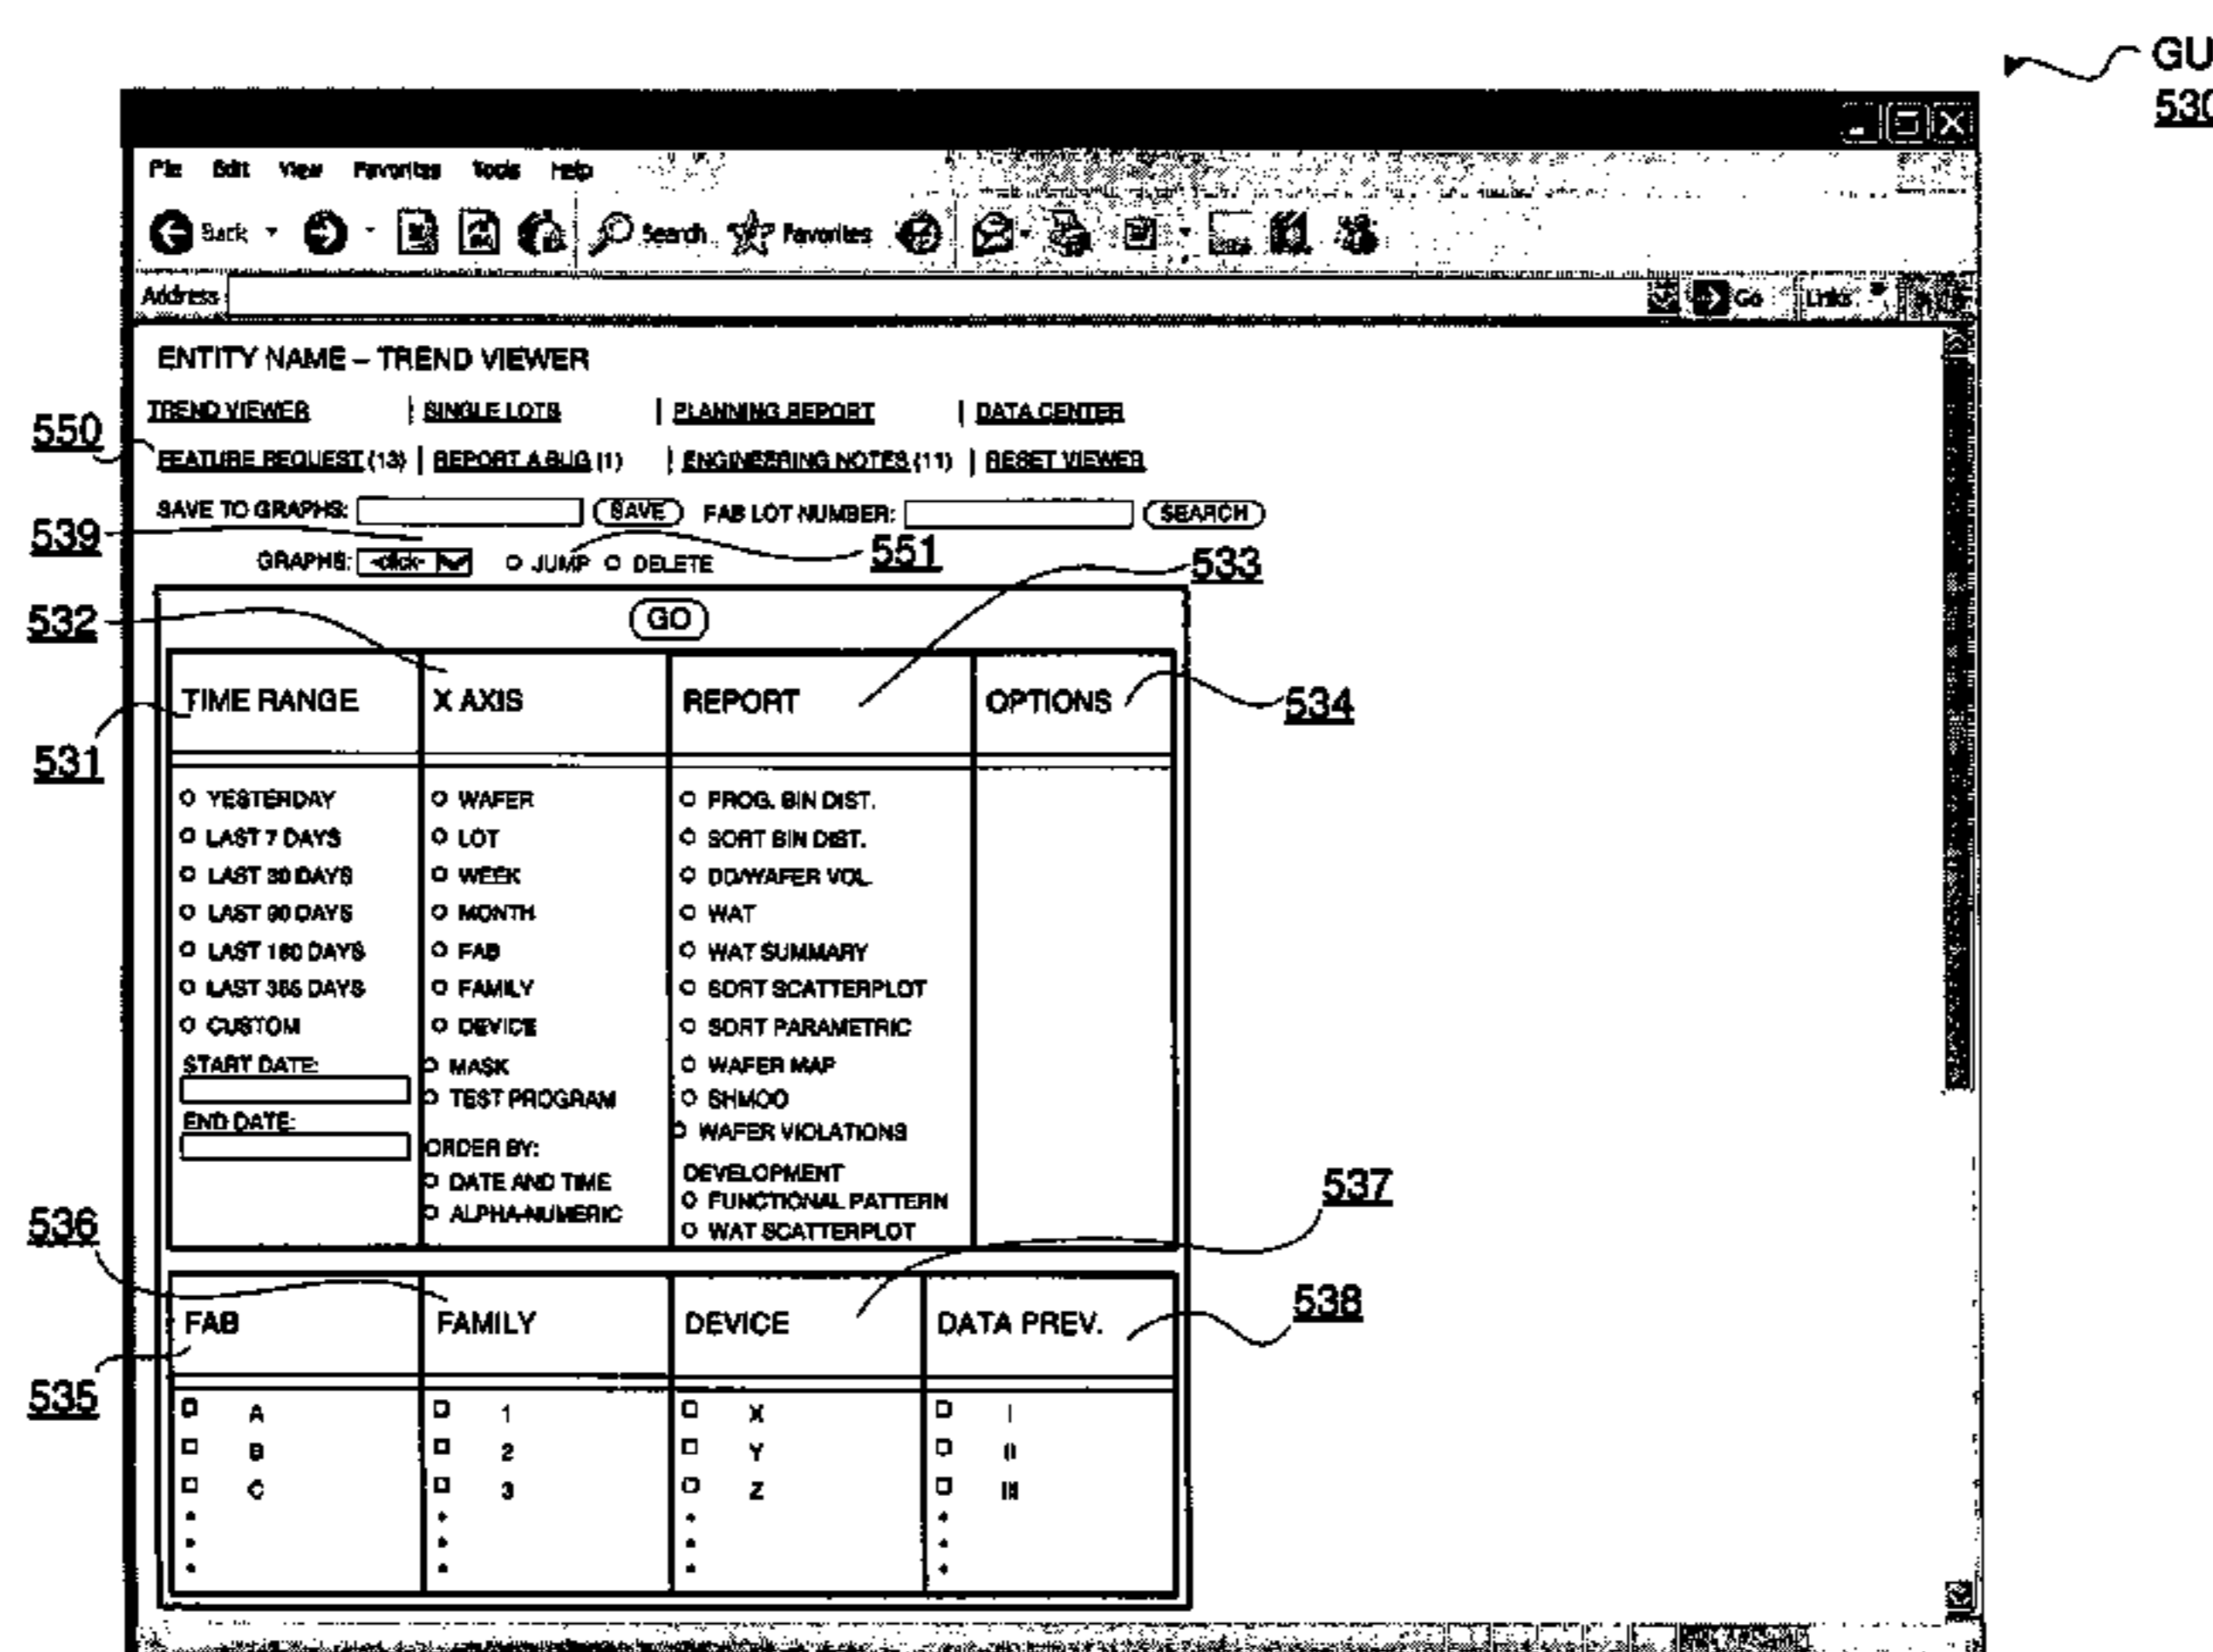 GU
530
File Edit View Favorites Tools Help
Back Search Favorites
Address Go Links
ENTITY NAME – TREND VIEWER
TREND VIEWER | SINGLE LOTS | PLANNING REPORT | DATA CENTER
550
FEATURE REQUEST (13) | REPORT A BUG (1) | ENGINEERING NOTES (11) | RESET VIEWER
SAVE TO GRAPHS: SAVE FAB LOT NUMBER: SEARCH
539
GRAPHS: -click- JUMP DELETE
551
533
532
GO
TIME RANGE X AXIS REPORT OPTIONS
534
531
YESTERDAY WAFER PROG. BIN DIST.
LAST 7 DAYS LOT SORT BIN DIST.
LAST 30 DAYS WEEK DD/WAFER VOL.
LAST 90 DAYS MONTH WAT
LAST 180 DAYS FAB WAT SUMMARY
LAST 365 DAYS FAMILY SORT SCATTERPLOT
CUSTOM DEVICE SORT PARAMETRIC
START DATE: MASK WAFER MAP
TEST PROGRAM SHMOO
END DATE: WAFER VIOLATIONS
ORDER BY:
DATE AND TIME DEVELOPMENT
ALPHA-NUMERIC FUNCTIONAL PATTERN
WAT SCATTERPLOT
537
536
538
FAB FAMILY DEVICE DATA PREV.
535
A 1 X I
B 2 Y II
C 3 Z III